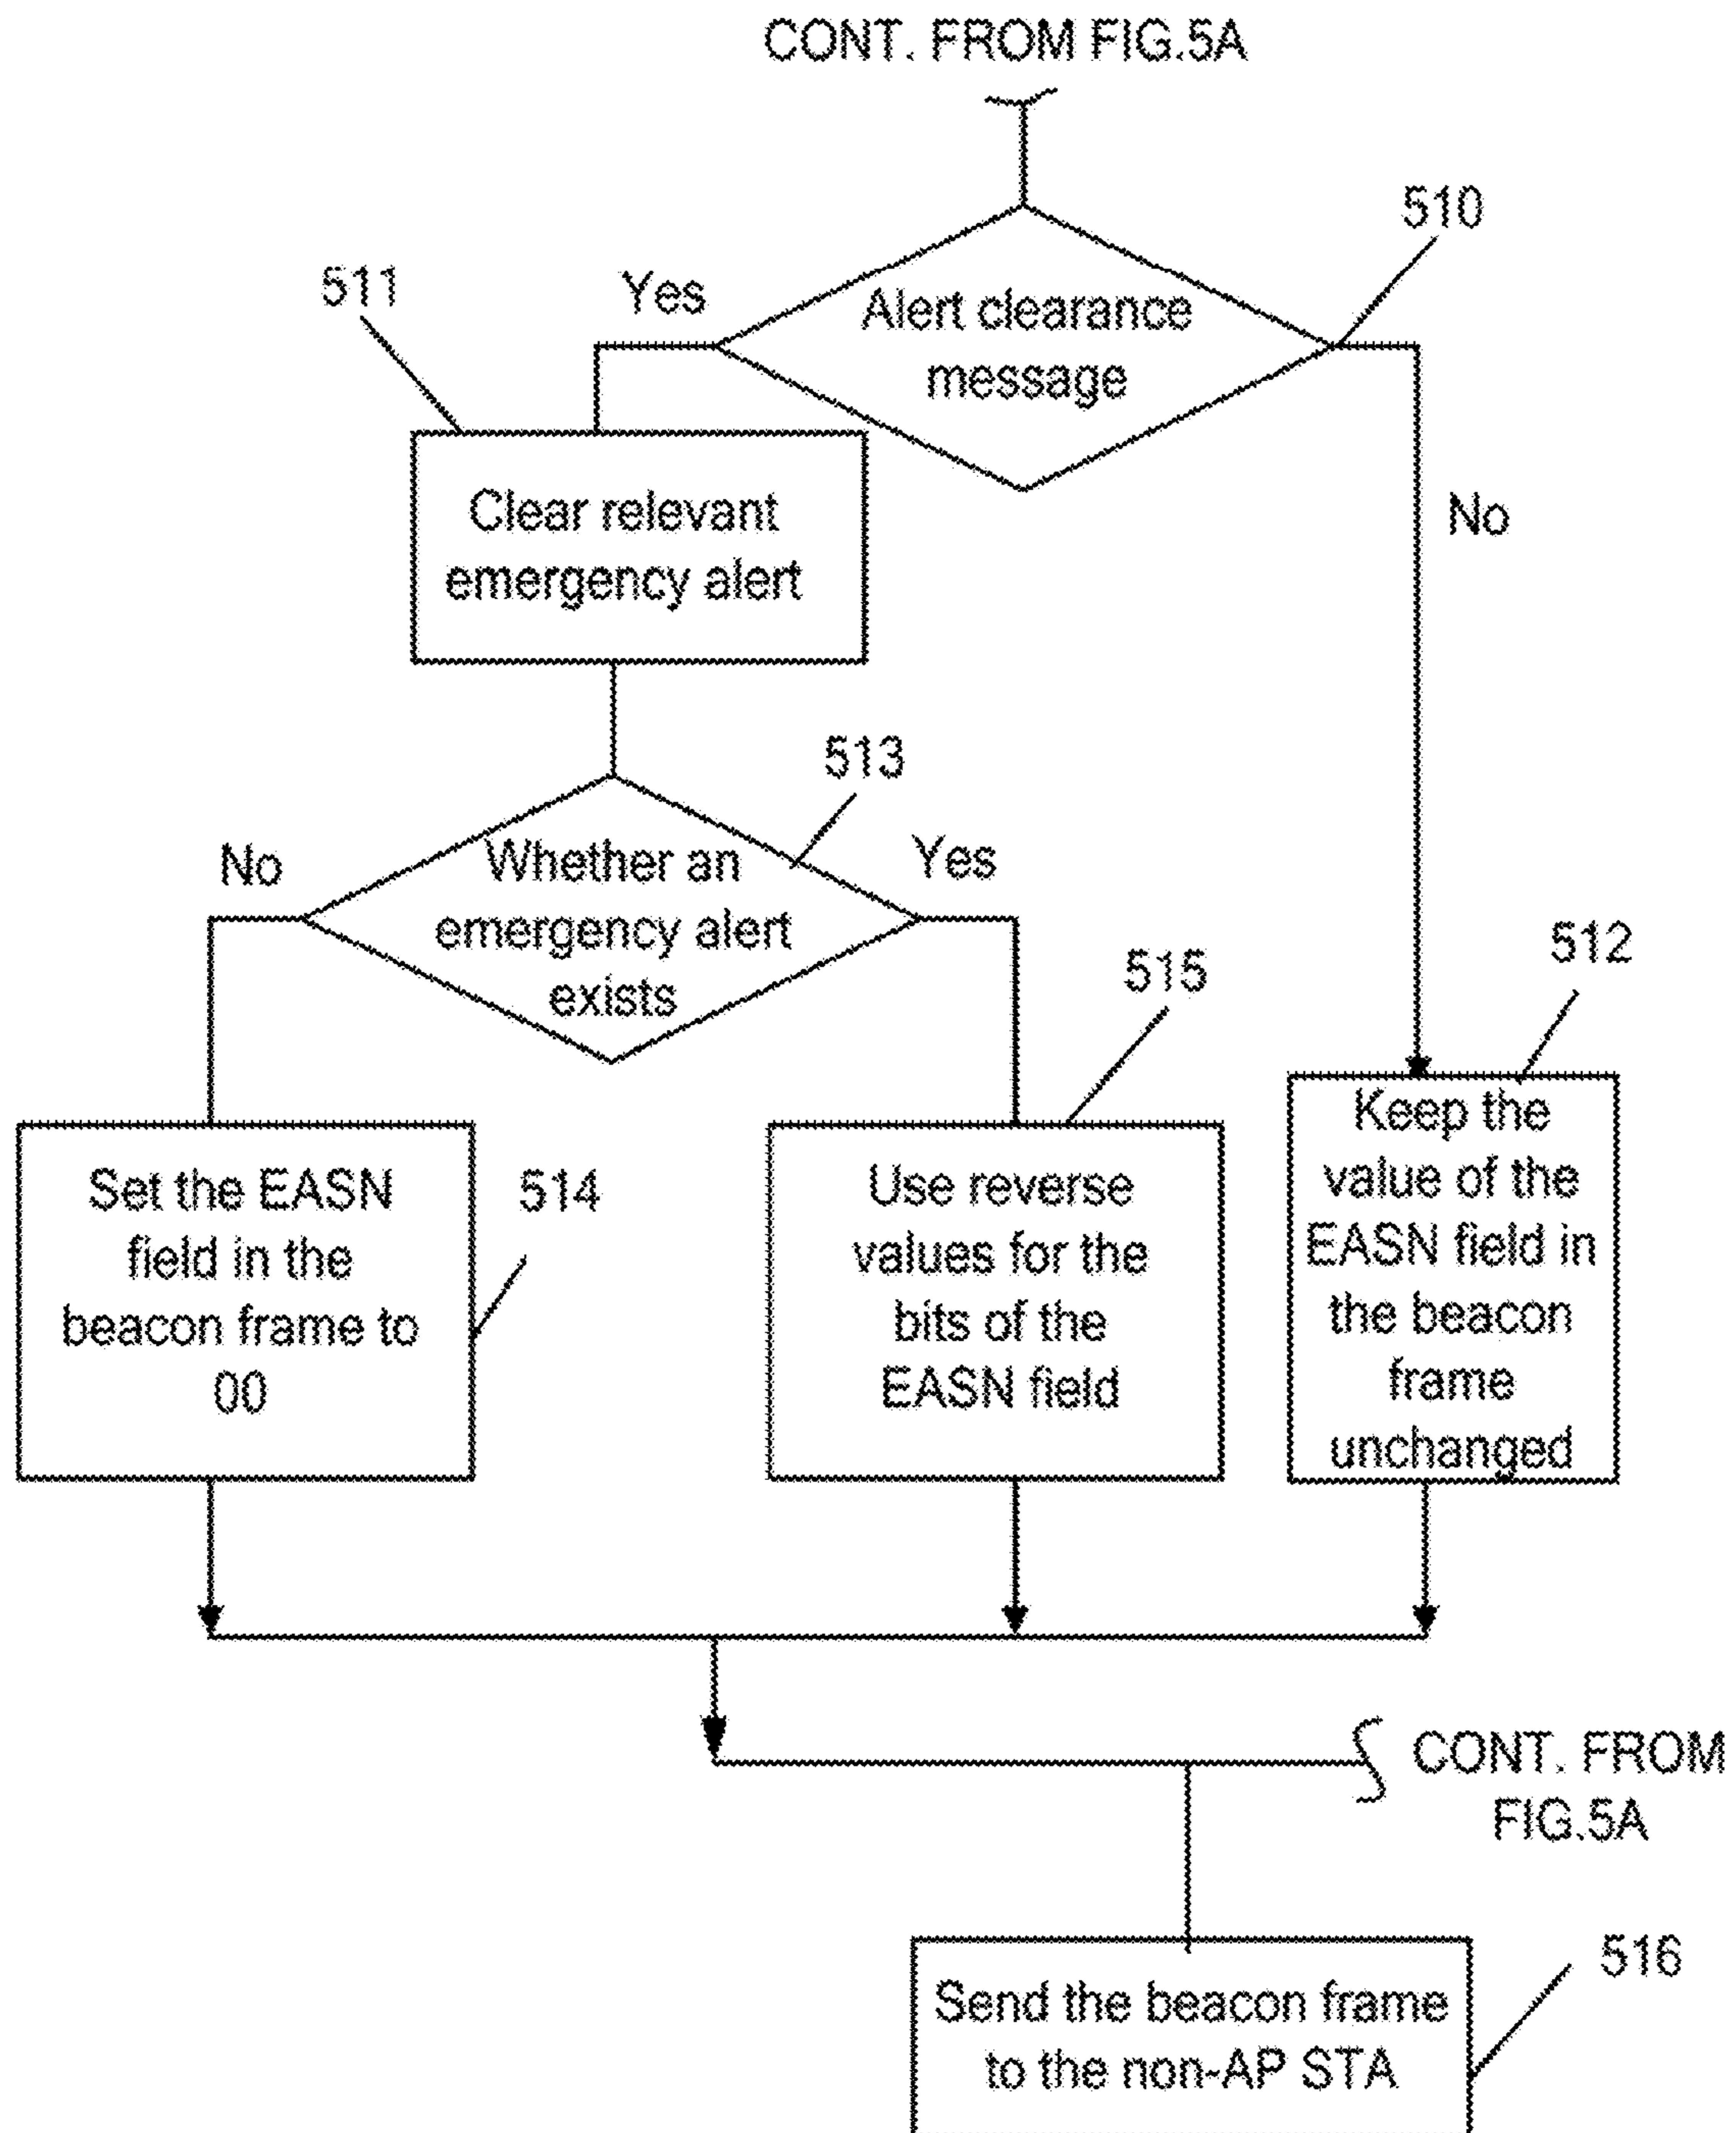 CONT. FROM FIG.5A
510
511
Yes
Alert clearance
message
Clear relevant
emergency alert
No
513
No
Whether an
emergency alert
exists
Yes
512
515
Set the EASN
field in the
beacon frame to
00
514
Use reverse
values for the
bits of the
EASN field
Keep the
value of the
EASN field in
the beacon
frame
unchanged
CONT. FROM
FIG.5A
516
Send the beacon frame
to the non-AP STA